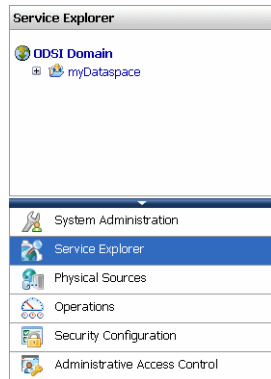 Service Explorer
ODSI Domain
myDataspace
System Administration
Service Explorer
Physical Sources
Operations
Security Configuration
Administrative Access Control